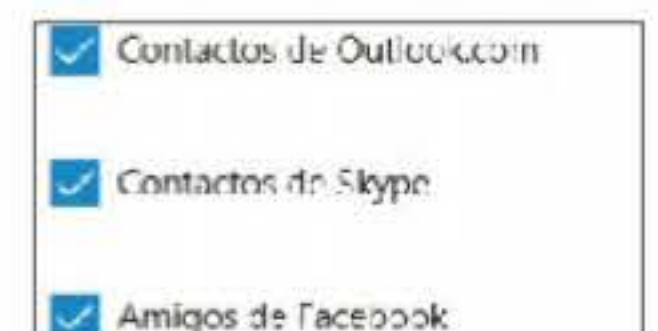 Contactos de Outlook.com
Contactos de Skype
Amigos de Facebook